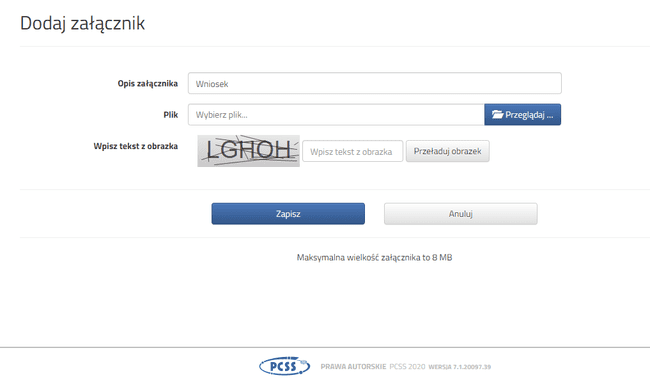 Dodaj załącznik
Opis załącznika Wniosek
Plik Wybierz plik... Przeglądaj ...
Wpisz tekst z obrazka LGHOH Wpisz tekst z obrazka Przeładuj obrazek
Zapisz Anuluj
Maksymalna wielkość załącznika to 8 MB
PCSS PRAWA AUTORSKIE PCSS 2020 WERSJA 7.1.20097.39